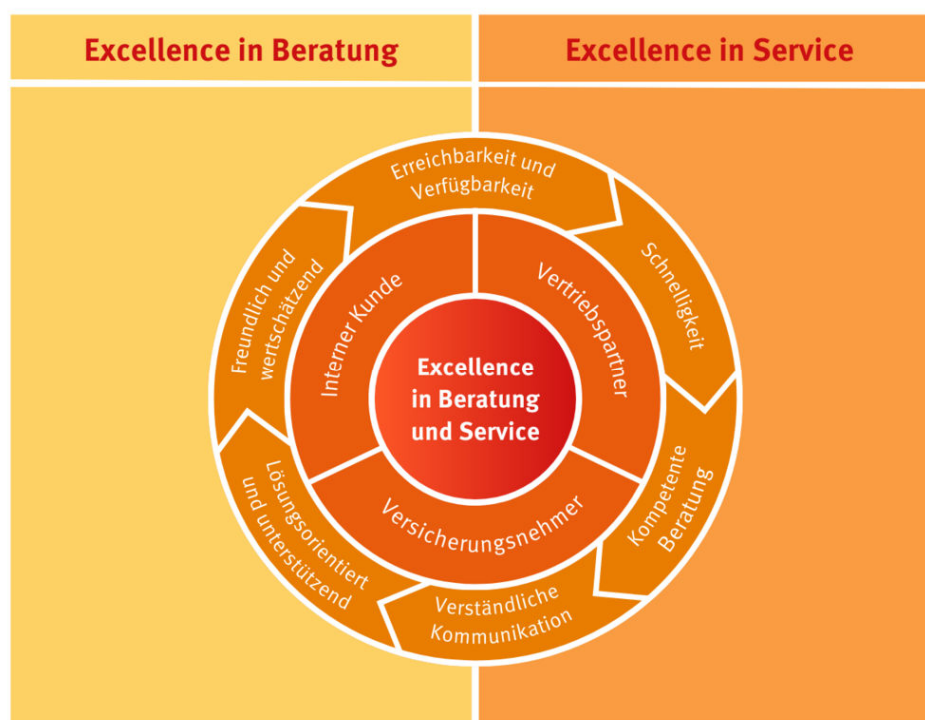 Excellence in Beratung
Excellence in Service
Erreichbarkeit und
Verfügbarkeit
Schnelligkeit
Kompetente
Beratung
Verständliche
Kommunikation
Lösungsorientiert
und unterstützend
Freundlich und
wertschätzend
Interner Kunde
Vertriebspartner
Versicherungsnehmer
Excellence
in Beratung
und Service